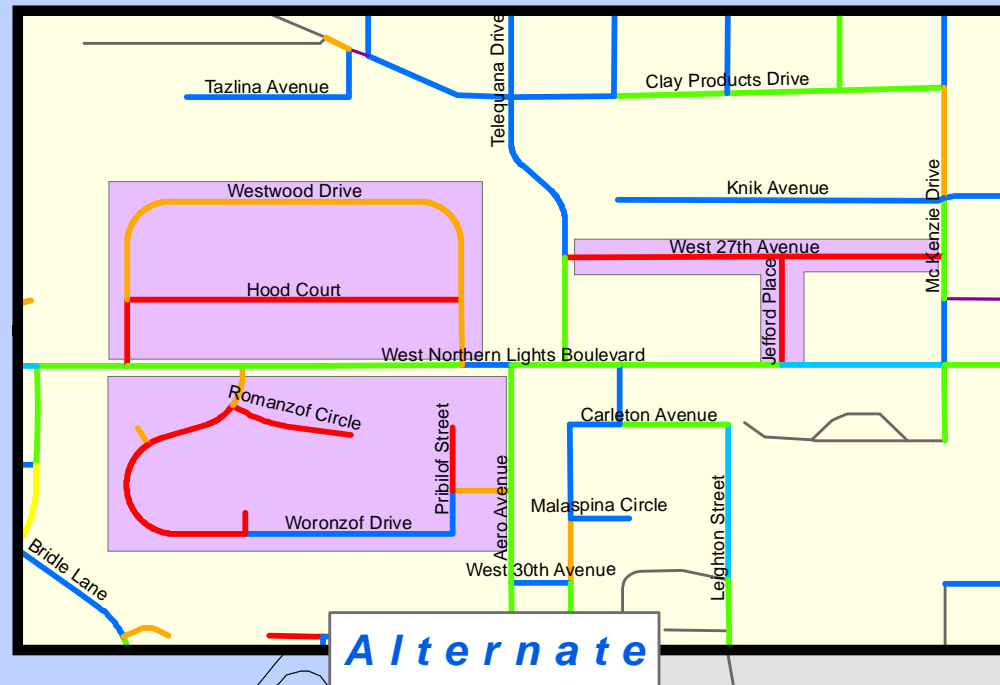 Telequana Drive
Tazlina Avenue
Clay Products Drive
Westwood Drive
Knik Avenue
Mc Kenzie Drive
West 27th Avenue
Jefford Place
Hood Court
West Northern Lights Boulevard
Romanzof Circle
Carleton Avenue
Pribilof Street
Aero Avenue
Malaspina Circle
Leighton Street
Woronzof Drive
Bridle Lane
West 30th Avenue
Alternate